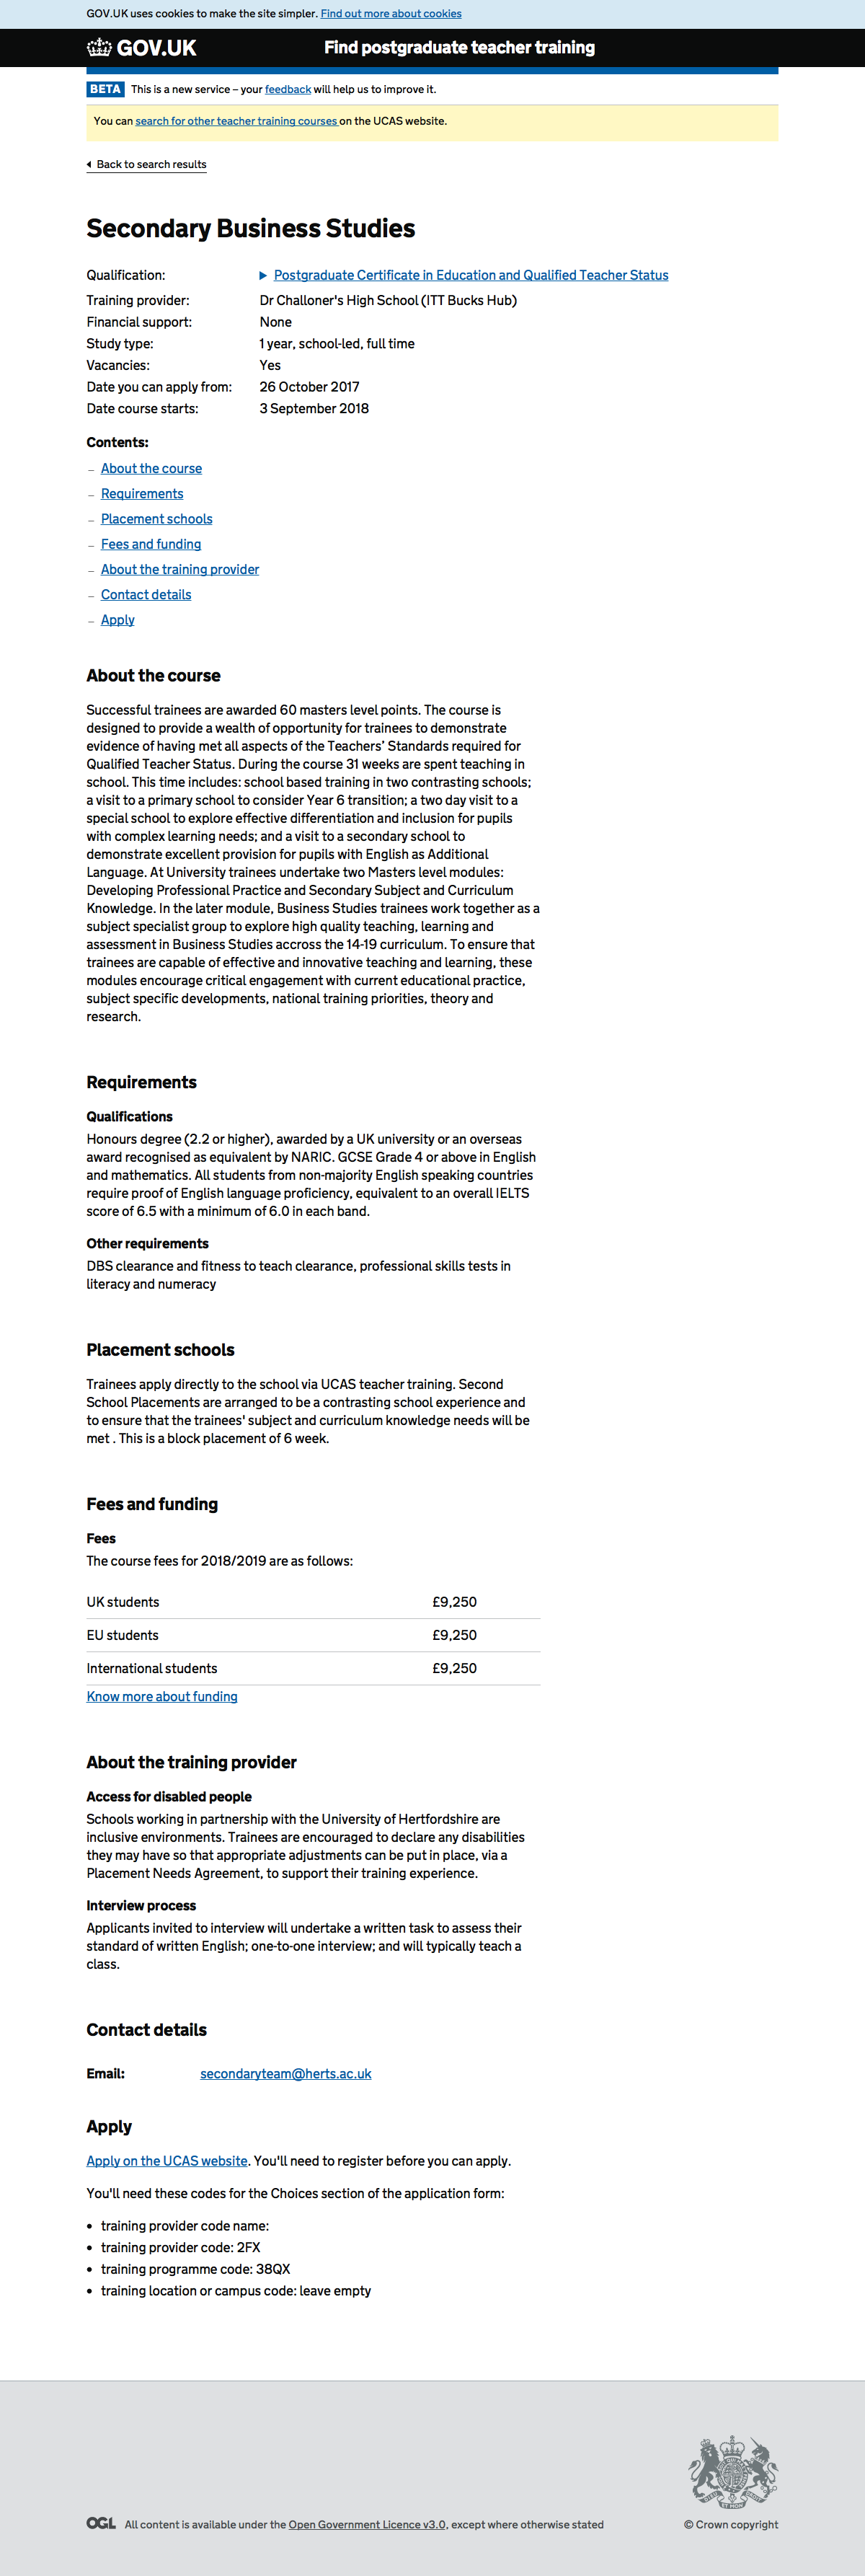 GOV.UK uses cookies to make the site simpler. Find out more about cookies
GOV.UK Find postgraduate teacher training
BETA This is a new service – your feedback will help us to improve it.
You can search for other teacher training courses on the UCAS website.
Back to search results
Secondary Business Studies
Qualification: Postgraduate Certificate in Education and Qualified Teacher Status
Training provider: Dr Challoner's High School (ITT Bucks Hub)
Financial support: None
Study type: 1 year, school-led, full time
Vacancies: Yes
Date you can apply from: 26 October 2017
Date course starts: 3 September 2018
Contents:
– About the course
– Requirements
– Placement schools
– Fees and funding
– About the training provider
– Contact details
– Apply
About the course
Successful trainees are awarded 60 masters level points. The course is
designed to provide a wealth of opportunity for trainees to demonstrate
evidence of having met all aspects of the Teachers’ Standards required for
Qualified Teacher Status. During the course 31 weeks are spent teaching in
school. This time includes: school based training in two contrasting schools;
a visit to a primary school to consider Year 6 transition; a two day visit to a
special school to explore effective differentiation and inclusion for pupils
with complex learning needs; and a visit to a secondary school to
demonstrate excellent provision for pupils with English as Additional
Language. At University trainees undertake two Masters level modules:
Developing Professional Practice and Secondary Subject and Curriculum
Knowledge. In the later module, Business Studies trainees work together as a
subject specialist group to explore high quality teaching, learning and
assessment in Business Studies accross the 14-19 curriculum. To ensure that
trainees are capable of effective and innovative teaching and learning, these
modules encourage critical engagement with current educational practice,
subject specific developments, national training priorities, theory and
research.
Requirements
Qualifications
Honours degree (2.2 or higher), awarded by a UK university or an overseas
award recognised as equivalent by NARIC. GCSE Grade 4 or above in English
and mathematics. All students from non-majority English speaking countries
require proof of English language proficiency, equivalent to an overall IELTS
score of 6.5 with a minimum of 6.0 in each band.
Other requirements
DBS clearance and fitness to teach clearance, professional skills tests in
literacy and numeracy
Placement schools
Trainees apply directly to the school via UCAS teacher training. Second
School Placements are arranged to be a contrasting school experience and
to ensure that the trainees' subject and curriculum knowledge needs will be
met . This is a block placement of 6 week.
Fees and funding
Fees
The course fees for 2018/2019 are as follows:
UK students £9,250
EU students £9,250
International students £9,250
Know more about funding
About the training provider
Access for disabled people
Schools working in partnership with the University of Hertfordshire are
inclusive environments. Trainees are encouraged to declare any disabilities
they may have so that appropriate adjustments can be put in place, via a
Placement Needs Agreement, to support their training experience.
Interview process
Applicants invited to interview will undertake a written task to assess their
standard of written English; one-to-one interview; and will typically teach a
class.
Contact details
Email: secondaryteam@herts.ac.uk
Apply
Apply on the UCAS website. You'll need to register before you can apply.
You'll need these codes for the Choices section of the application form:
• training provider code name:
• training provider code: 2FX
• training programme code: 38QX
• training location or campus code: leave empty
OGL All content is available under the Open Government Licence v3.0, except where otherwise stated
© Crown copyright